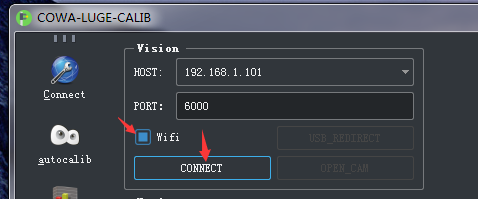 COWA-LUGE-CALIB
Connect
autocalib
Vision
HOST: 192.168.1.101
PORT: 6000
Wifi USB_REDIRECT
CONNECT OPEN_CAM